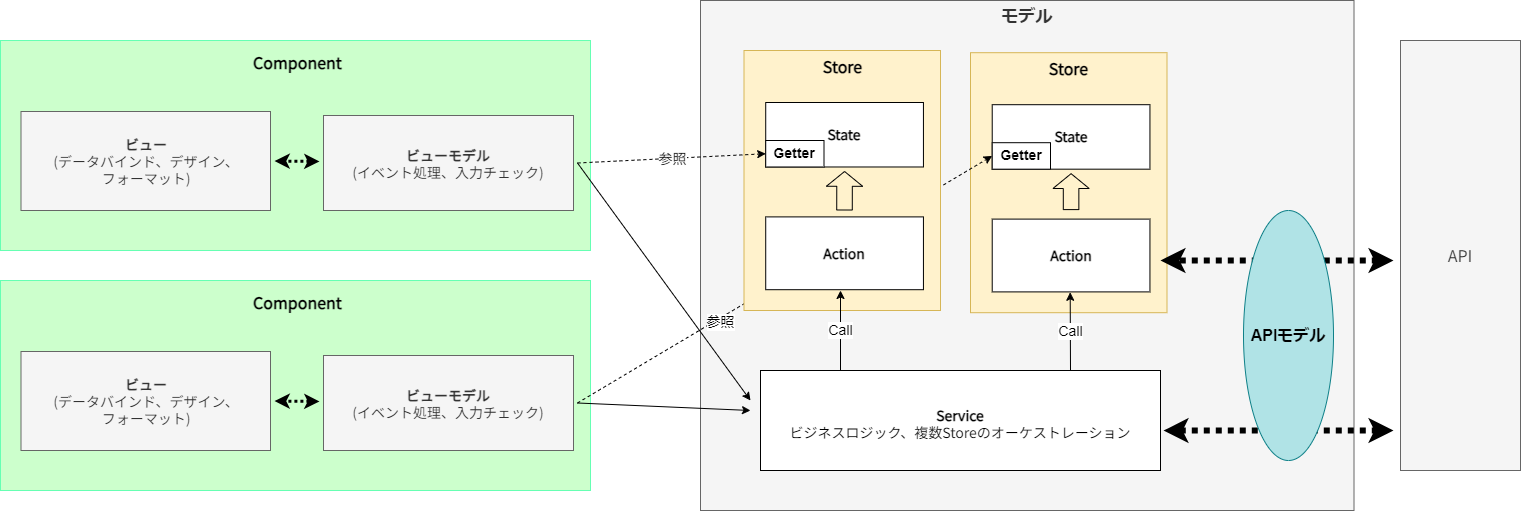 モデル
Component
ビュー
(データバインド、デザイン、
フォーマット)
ビューモデル
(イベント処理、入力チェック)
参照
Store
State
Getter
Action
Call
Store
State
Getter
Action
Call
API
APIモデル
Component
ビュー
(データバインド、デザイン、
フォーマット)
ビューモデル
(イベント処理、入力チェック)
参照
Service
ビジネスロジック、複数Storeのオーケストレーション